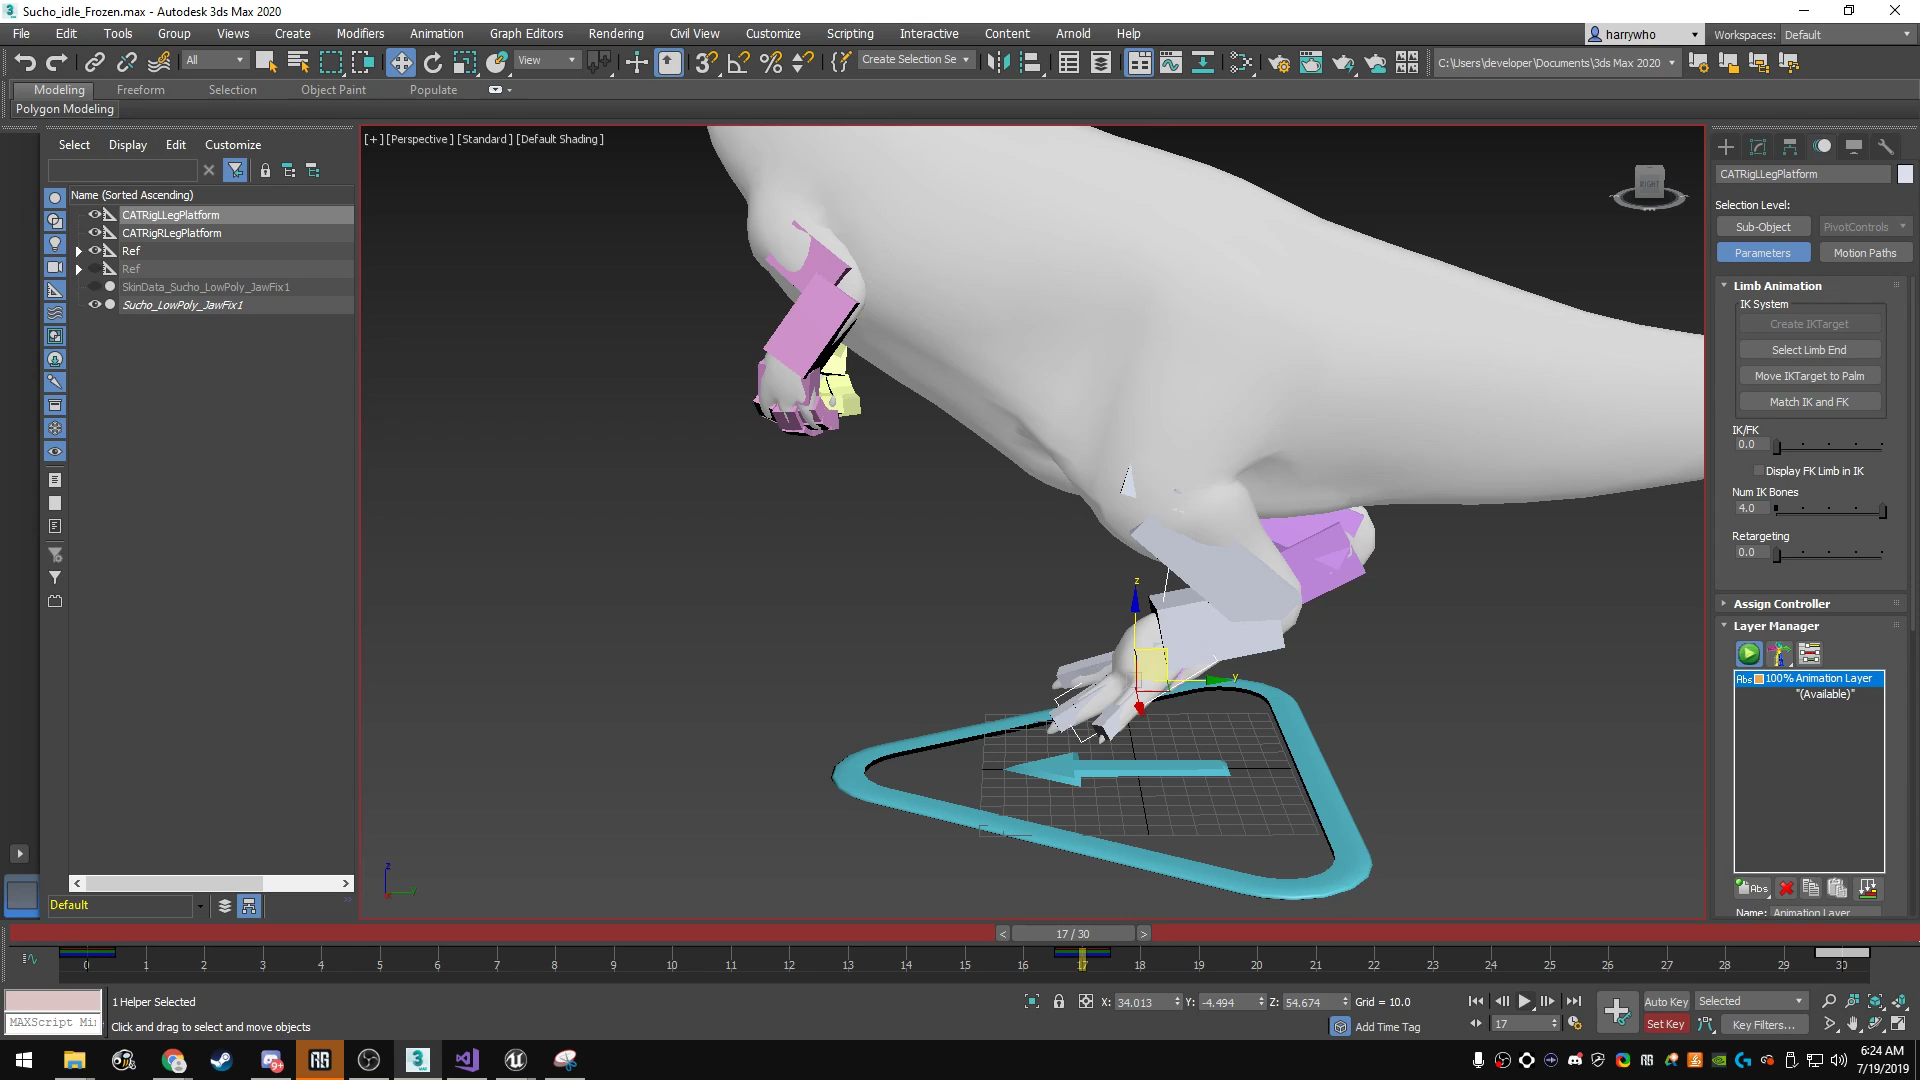 Sucho_idle_Frozen.max - Autodesk 3ds Max 2020
File Edit Tools Group Views Create Modifiers Animation Graph Editors Rendering Civil View Customize Scripting Interactive Content Arnold Help
harrywho
Workspaces: Default
All
View
Create Selection Se
C:\Users\developer\Documents\3ds Max 2020
Modeling Freeform Selection Object Paint Populate
Polygon Modeling
Select Display Edit Customize
Name (Sorted Ascending)
CATRigLLegPlatform
CATRigRLegPlatform
Ref
Ref
SkinData_Sucho_LowPoly_JawFix1
Sucho_LowPoly_JawFix1
Default
[+] [Perspective ] [Standard ] [Default Shading ]
RIGHT
z
y
z
y
CATRigLLegPlatform
Selection Level:
Sub-Object PivotControls
Parameters Motion Paths
Limb Animation
IK System
Create IKTarget
Select Limb End
Move IKTarget to Palm
Match IK and FK
IK/FK
0.0
Display FK Limb in IK
Num IK Bones
4.0
Retargeting
0.0
Assign Controller
Layer Manager
Abs 100% Animation Layer
"(Available)"
Abs
Name: Animation Layer
< 17 / 30 >
0 1 2 3 4 5 6 7 8 9 10 11 12 13 14 15 16 17 18 19 20 21 22 23 24 25 26 27 28 29 30
1 Helper Selected
X: 34.013 Y: -4.494 Z: 54.674 Grid = 10.0
Auto Key Selected
MAXScript Mi
Click and drag to select and move objects
Add Time Tag
17
Set Key Key Filters...
6:24 AM
7/19/2019